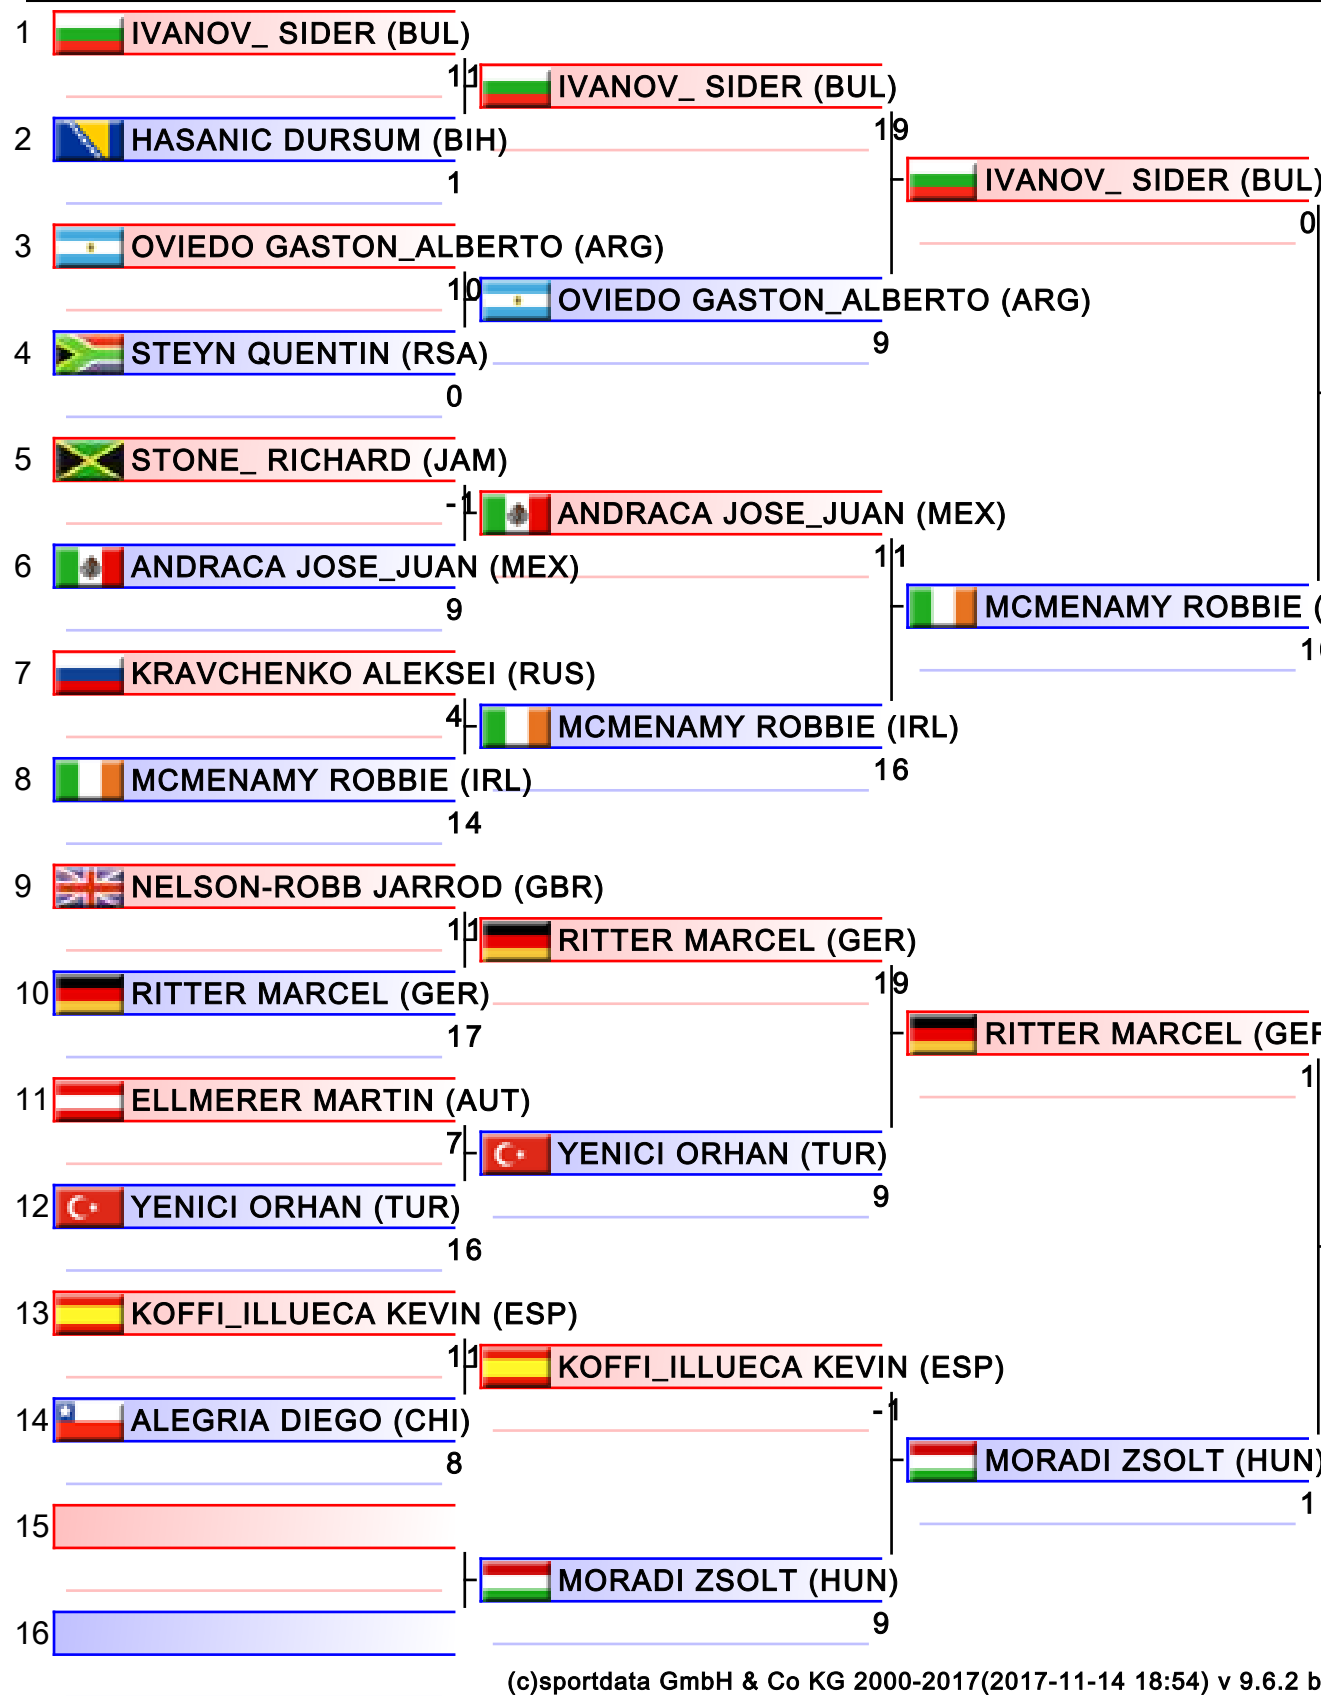 1 IVANOV_ SIDER (BUL)
11
IVANOV_ SIDER (BUL)
19
2 HASANIC DURSUM (BIH)
1
IVANOV_ SIDER (BUL)
0
3 OVIEDO GASTON_ALBERTO (ARG)
10
OVIEDO GASTON_ALBERTO (ARG)
9
4 STEYN QUENTIN (RSA)
0
5 STONE_ RICHARD (JAM)
-1
ANDRACA JOSE_JUAN (MEX)
11
6 ANDRACA JOSE_JUAN (MEX)
9
MCMENAMY ROBBIE (
7 KRAVCHENKO ALEKSEI (RUS)
4
MCMENAMY ROBBIE (IRL)
16
8 MCMENAMY ROBBIE (IRL)
14
9 NELSON-ROBB JARROD (GBR)
11
RITTER MARCEL (GER)
19
10 RITTER MARCEL (GER)
17
RITTER MARCEL (GER
1
11 ELLMERER MARTIN (AUT)
7
YENICI ORHAN (TUR)
9
12 YENICI ORHAN (TUR)
16
13 KOFFI_ILLUECA KEVIN (ESP)
11
KOFFI_ILLUECA KEVIN (ESP)
-1
14 ALEGRIA DIEGO (CHI)
8
MORADI ZSOLT (HUN)
1
15
MORADI ZSOLT (HUN)
9
16
(c)sportdata GmbH & Co KG 2000-2017(2017-11-14 18:54) v 9.6.2 b